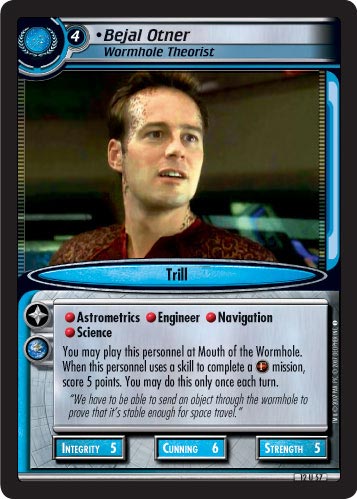 4
•Bejal Otner
Wormhole Theorist
Trill
•Astrometrics •Engineer •Navigation
•Science
You may play this personnel at Mouth of the Wormhole.
When this personnel uses a skill to complete a mission,
score 5 points. You may do this only once each turn.
"We have to be able to send an object through the wormhole to
prove that it's stable enough for space travel."
INTEGRITY 5
CUNNING 6
STRENGTH 5
12 U 57